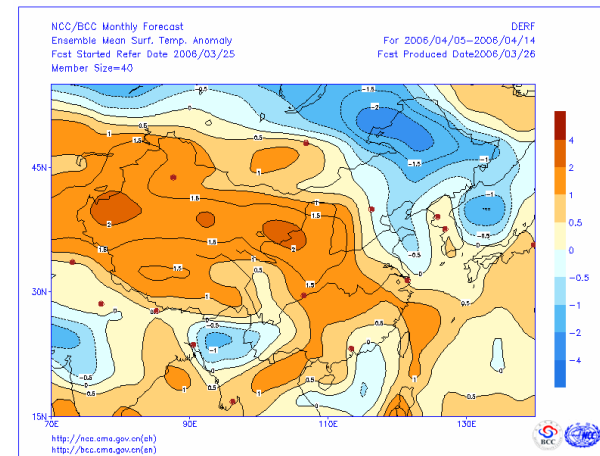 NCC/BCC Monthly Forecast DERF
Ensemble Mean Surf. Temp. Anomaly For 2006/04/05-2006/04/14
Fcst Started Refer Date 2006/03/25 Fcst Produced Date2006/03/26
Member Size=40
45N
30N
15N
70E 90E 110E 130E
4
2
1
0.5
0
-0.5
-1
-2
-4
http://ncc.cma.gov.cn(ch)
http://bcc.cma.gov.cn(en)
BCC
NCC